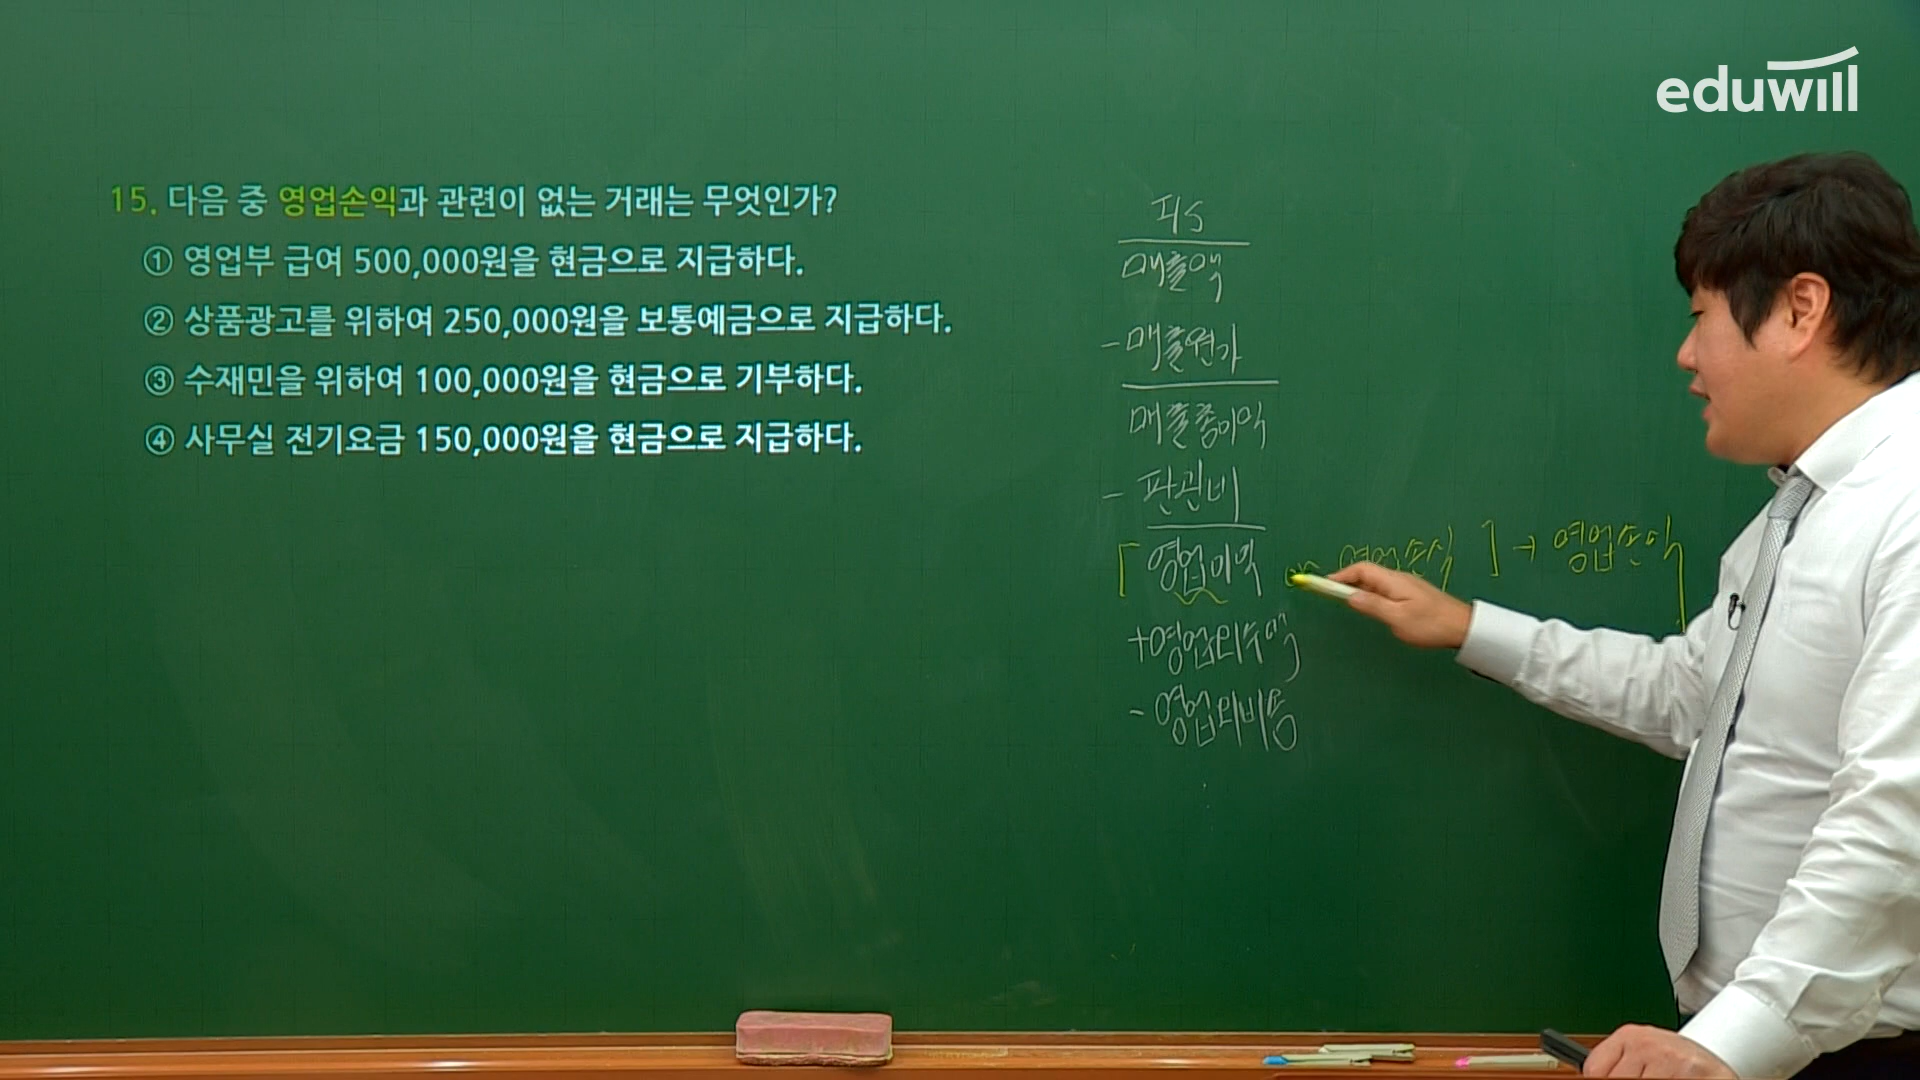 eduwill
15. 다음 중 영업손익과 관련이 없는 거래는 무엇인가?
① 영업부 급여 500,000원을 현금으로 지급하다.
② 상품광고를 위하여 250,000원을 보통예금으로 지급하다.
③ 수재민을 위하여 100,000원을 현금으로 기부하다.
④ 사무실 전기요금 150,000원을 현금으로 지급하다.
I/S
매출액
- 매출원가
매출총이익
- 판관비
[ 영업이익 영업손실 ] → 영업손익
+ 영업외수익
- 영업외비용